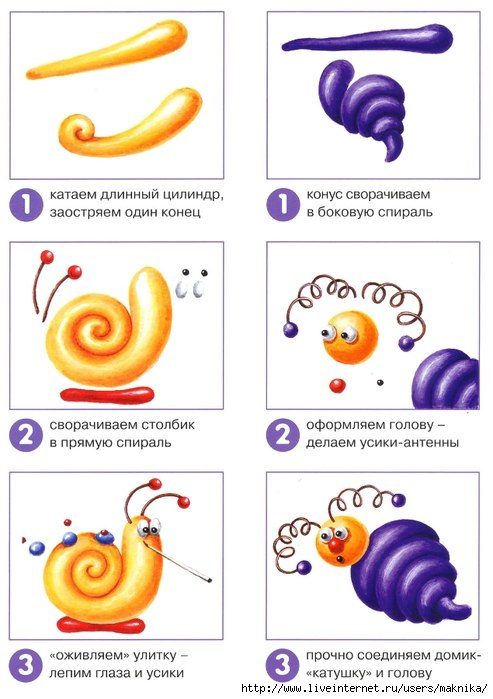 1
катаем длинный цилиндр,
заостряем один конец
1
конус сворачиваем
в боковую спираль
2
сворачиваем столбик
в прямую спираль
2
оформляем голову –
делаем усики-антенны
3
«оживляем» улитку –
лепим глаза и усики
3
прочно соединяем домик-
«катушку» и голову
http://www.liveinternet.ru/users/maknika/